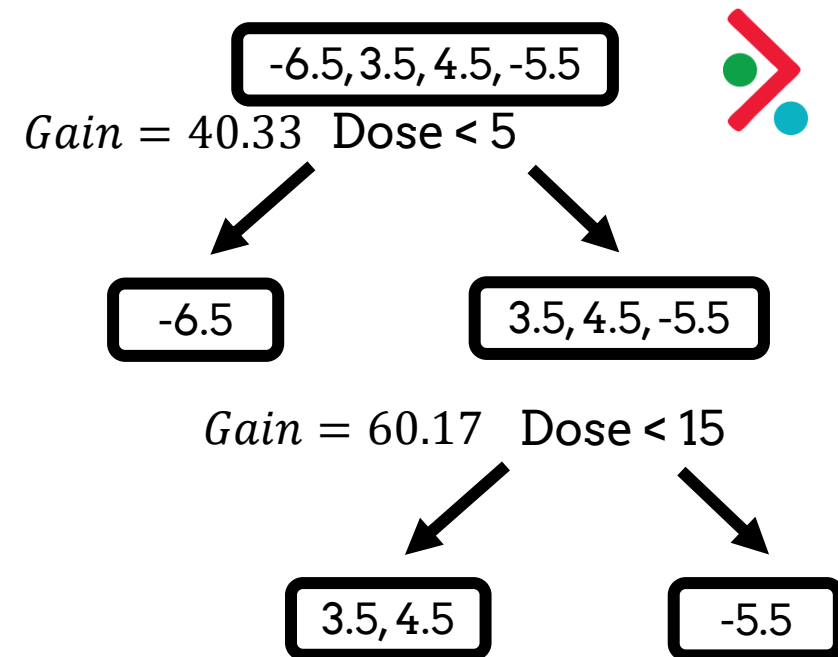 -6.5, 3.5, 4.5, -5.5
Gain = 40.33 Dose < 5
-6.5
3.5, 4.5, -5.5
Gain = 60.17 Dose < 15
3.5, 4.5
-5.5